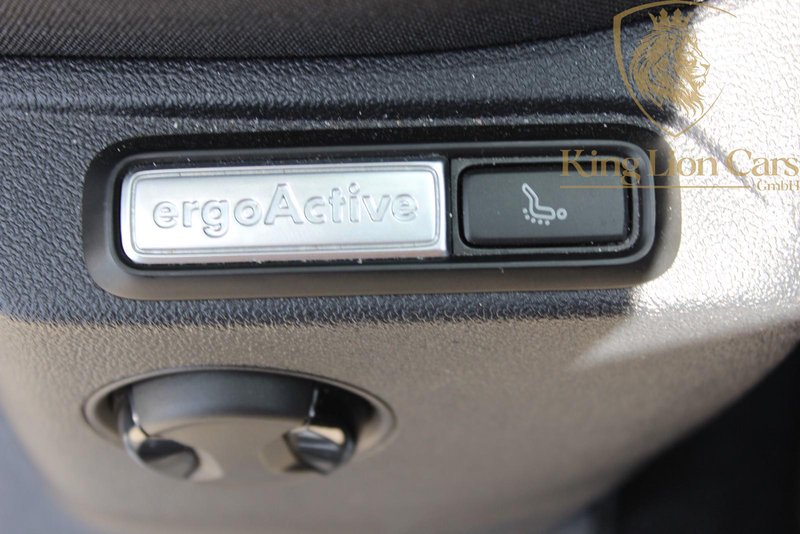 King Lion Cars
GmbH
ergoActive